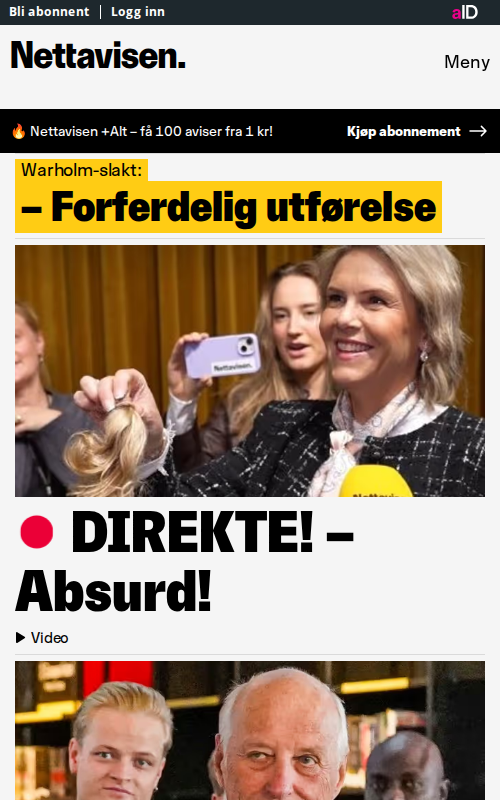 Bli abonnent | Logg inn
aID
Nettavisen.
Meny
🔥 Nettavisen +Alt – få 100 aviser fra 1 kr!
Kjøp abonnement →
Warholm-slakt:
– Forferdelig utførelse
Nettavisen.
Nettavis
DIREKTE! –
Absurd!
Video